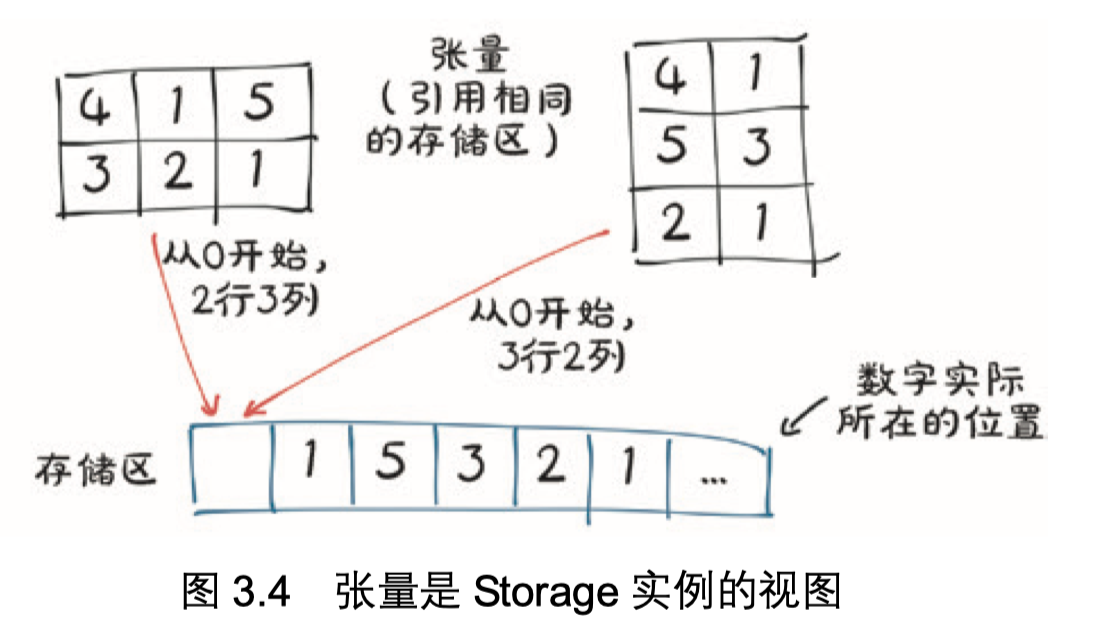 4 1 5
3 2 1
张量
(引用相同
的存储区)
4 1
5 3
2 1
从0开始,
2行3列
从0开始,
3行2列
数字实际
所在的位置
存储区 1 5 3 2 1 ...
图 3.4 张量是 Storage 实例的视图